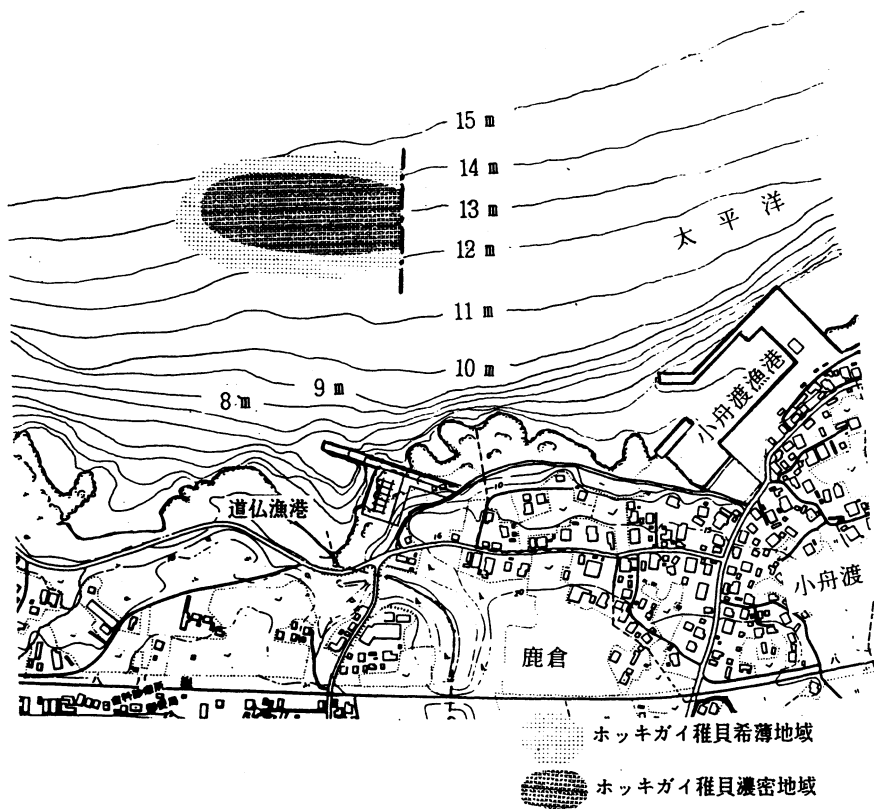 15 m
14 m
13 m
12 m
太平洋
11 m
10 m
9 m
8 m
小舟渡漁港
道仏漁港
小舟渡
鹿倉
ホッキガイ稚貝希薄地域
ホッキガイ稚貝濃密地域